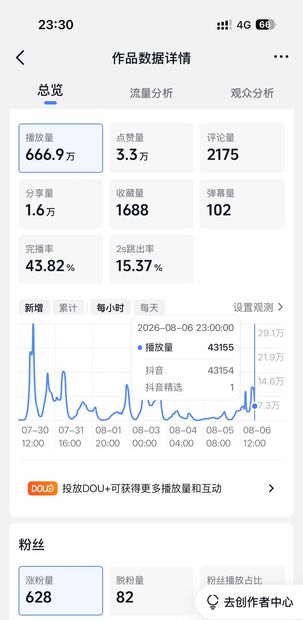 23:30
4G 66
作品数据详情
总览 流量分析 观众分析
播放量 点赞量 评论量
666.9万 3.3万 2175
分享量 收藏量 弹幕量
1.6万 1688 102
完播率 2s跳出率
43.82% 15.37%
新增 累计 每小时 每天 设置观测
2026-08-06 23:00:00
播放量 43155
抖音 43154
抖音精选 1
29.1万
21.9万
14.6万
7.3万
07-30 07-31 08-01 08-03 08-04 08-05 08-06
12:00 16:00 20:00 00:00 04:00 08:00 12:00
DOU+ 投放DOU+可获得更多播放量和互动
粉丝
涨粉量 脱粉量 粉丝播放占比
628 82
去创作者中心